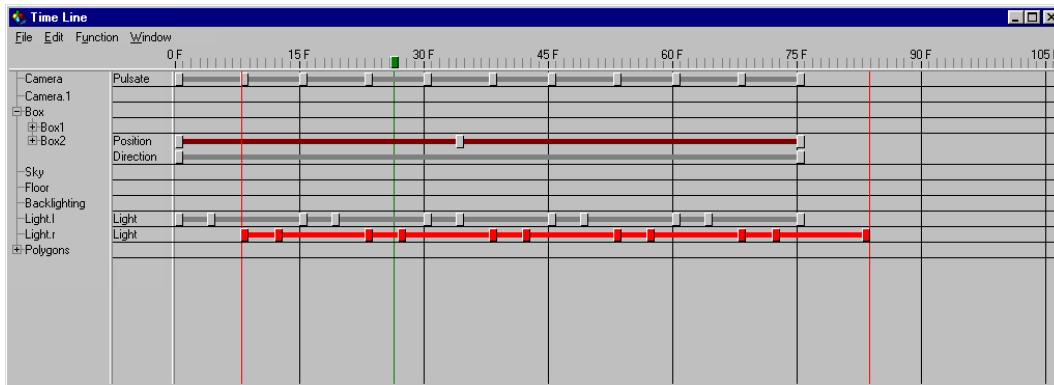 Time Line
File Edit Function Window
0 F 15 F 30 F 45 F 60 F 75 F 90 F 105
Camera Pulsate
Camera.1
Box
Box1
Box2 Position
Direction
Sky
Floor
Backlighting
Light.l Light
Light.r Light
Polygons